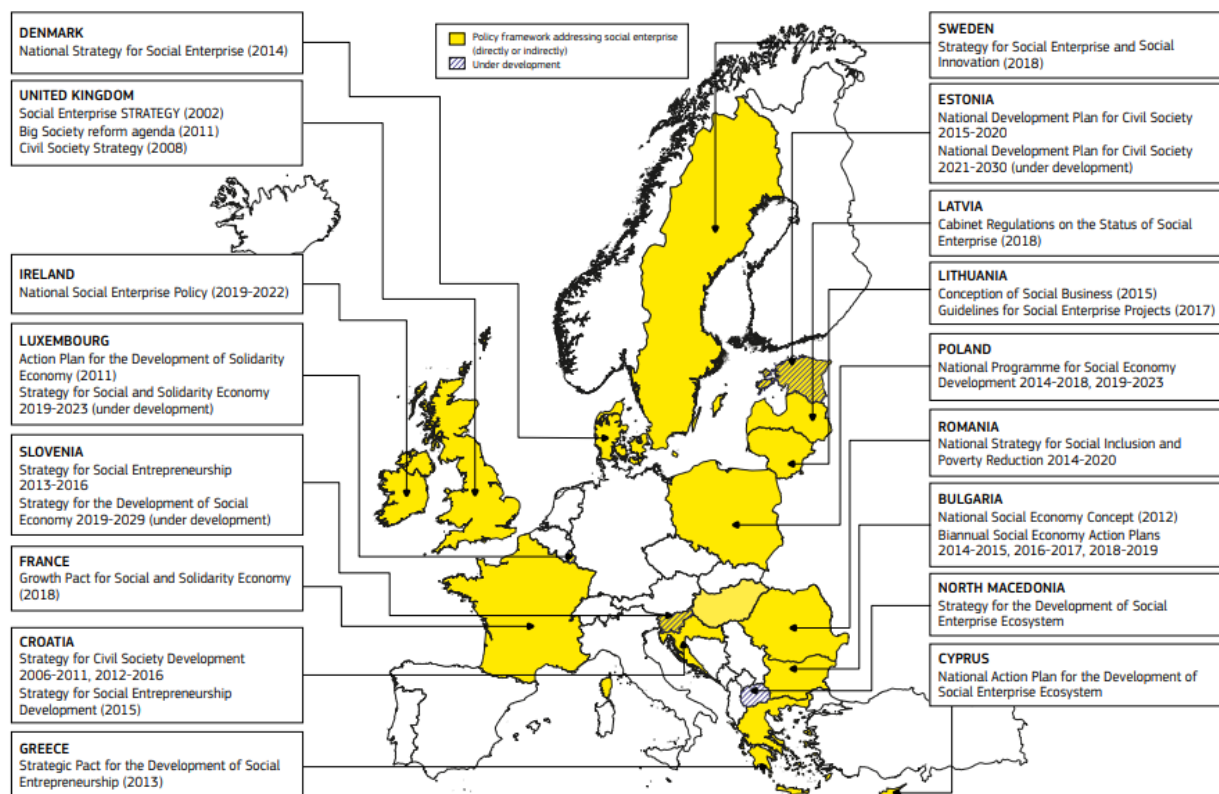 DENMARK
National Strategy for Social Enterprise (2014)
UNITED KINGDOM
Social Enterprise STRATEGY (2002)
Big Society reform agenda (2011)
Civil Society Strategy (2008)
IRELAND
National Social Enterprise Policy (2019-2022)
LUXEMBOURG
Action Plan for the Development of Solidarity
Economy (2011)
Strategy for Social and Solidarity Economy
2019-2023 (under development)
SLOVENIA
Strategy for Social Entrepreneurship
2013-2016
Strategy for the Development of Social
Economy 2019-2029 (under development)
FRANCE
Growth Pact for Social and Solidarity Economy
(2018)
CROATIA
Strategy for Civil Society Development
2006-2011, 2012-2016
Strategy for Social Entrepreneurship
Development (2015)
GREECE
Strategic Pact for the Development of Social
Entrepreneurship (2013)
Policy framework addressing social enterprise
(directly or indirectly)
Under development
SWEDEN
Strategy for Social Enterprise and Social
Innovation (2018)
ESTONIA
National Development Plan for Civil Society
2015-2020
National Development Plan for Civil Society
2021-2030 (under development)
LATVIA
Cabinet Regulations on the Status of Social
Enterprise (2018)
LITHUANIA
Conception of Social Business (2015)
Guidelines for Social Enterprise Projects (2017)
POLAND
National Programme for Social Economy
Development 2014-2018, 2019-2023
ROMANIA
National Strategy for Social Inclusion and
Poverty Reduction 2014-2020
BULGARIA
National Social Economy Concept (2012)
Biannual Social Economy Action Plans
2014-2015, 2016-2017, 2018-2019
NORTH MACEDONIA
Strategy for the Development of Social
Enterprise Ecosystem
CYPRUS
National Action Plan for the Development of
Social Enterprise Ecosystem